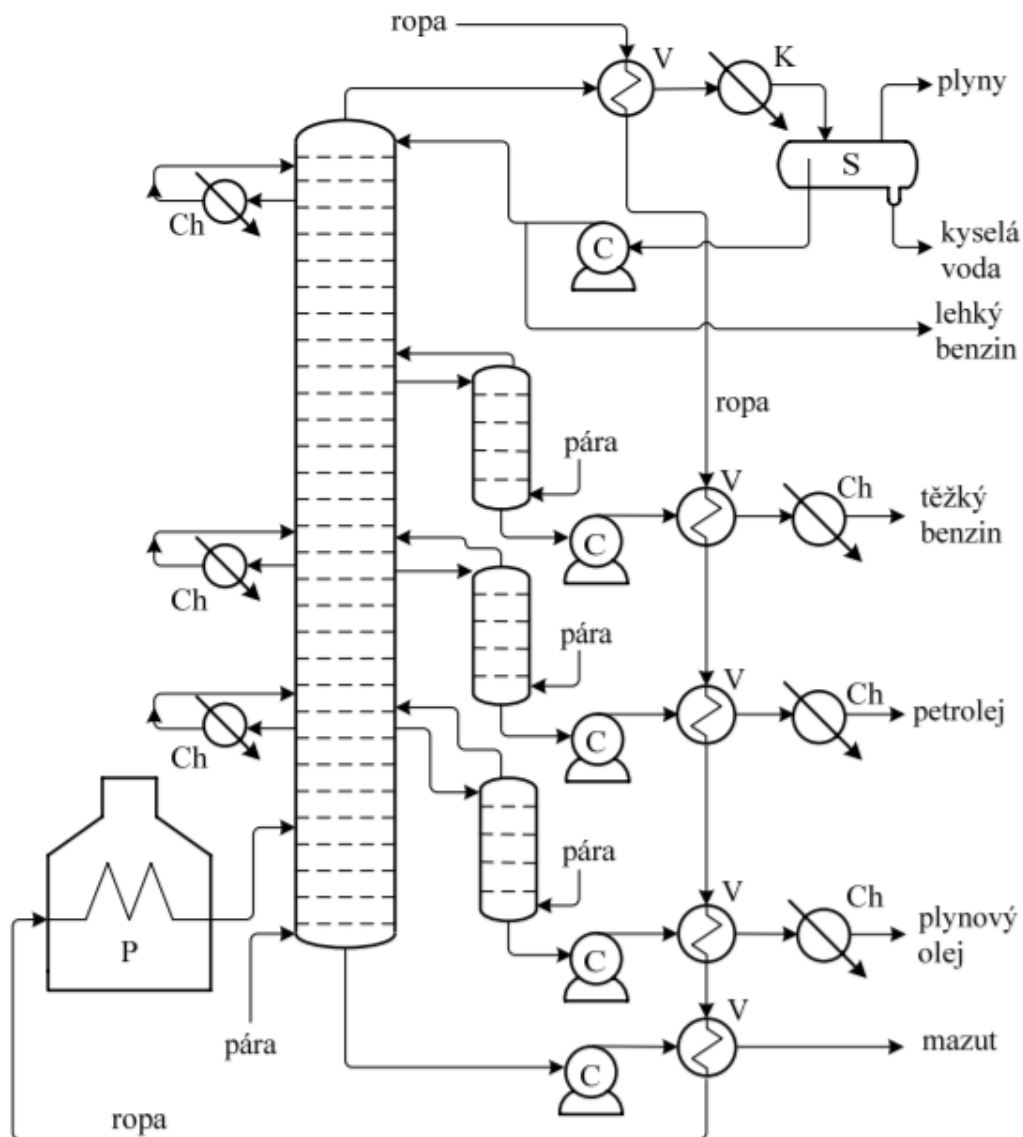 ropa
V
K
plyny
S
Ch
C
kyselá
voda
lehký
benzin
ropa
pára
V
Ch
těžký
benzin
C
Ch
pára
V
Ch
petrolej
C
Ch
pára
V
Ch
plynový
olej
P
C
V
mazut
pára
C
ropa